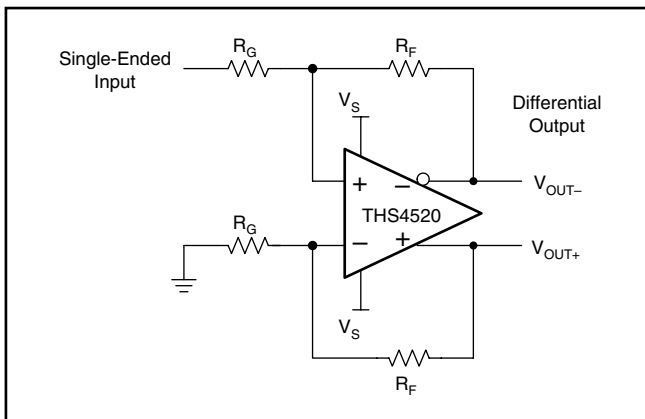 Single-Ended
Input
R_G
R_F
V_S
Differential
Output
+
−
V_OUT−
THS4520
R_G
−
+
V_OUT+
V_S
R_F